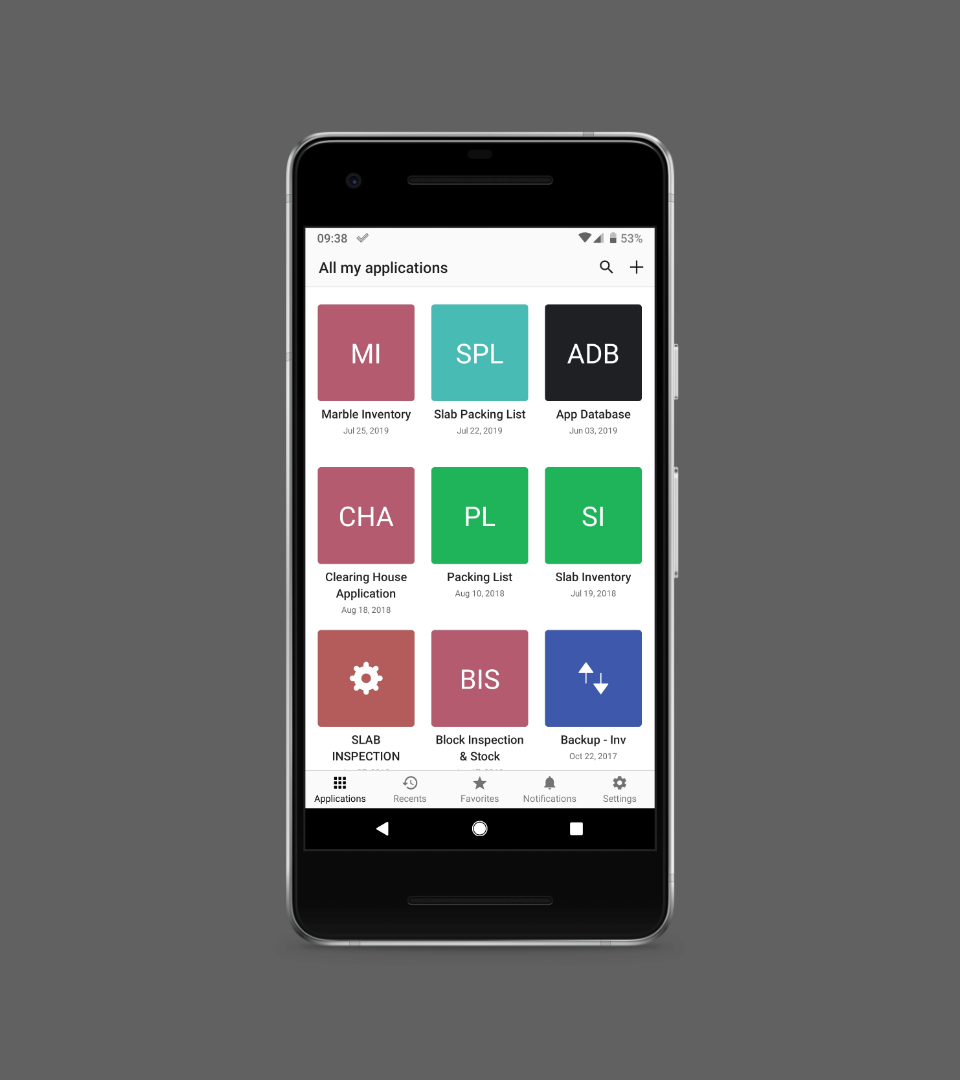 09:38 53%
All my applications
MI SPL ADB
Marble Inventory Slab Packing List App Database
Jul 25, 2019 Jul 22, 2019 Jun 03, 2019
CHA PL SI
Clearing House Packing List Slab Inventory
Application Aug 10, 2018 Jul 19, 2018
Aug 18, 2018
BIS
SLAB Block Inspection Backup - Inv
INSPECTION & Stock Oct 22, 2017
Applications Recents Favorites Notifications Settings